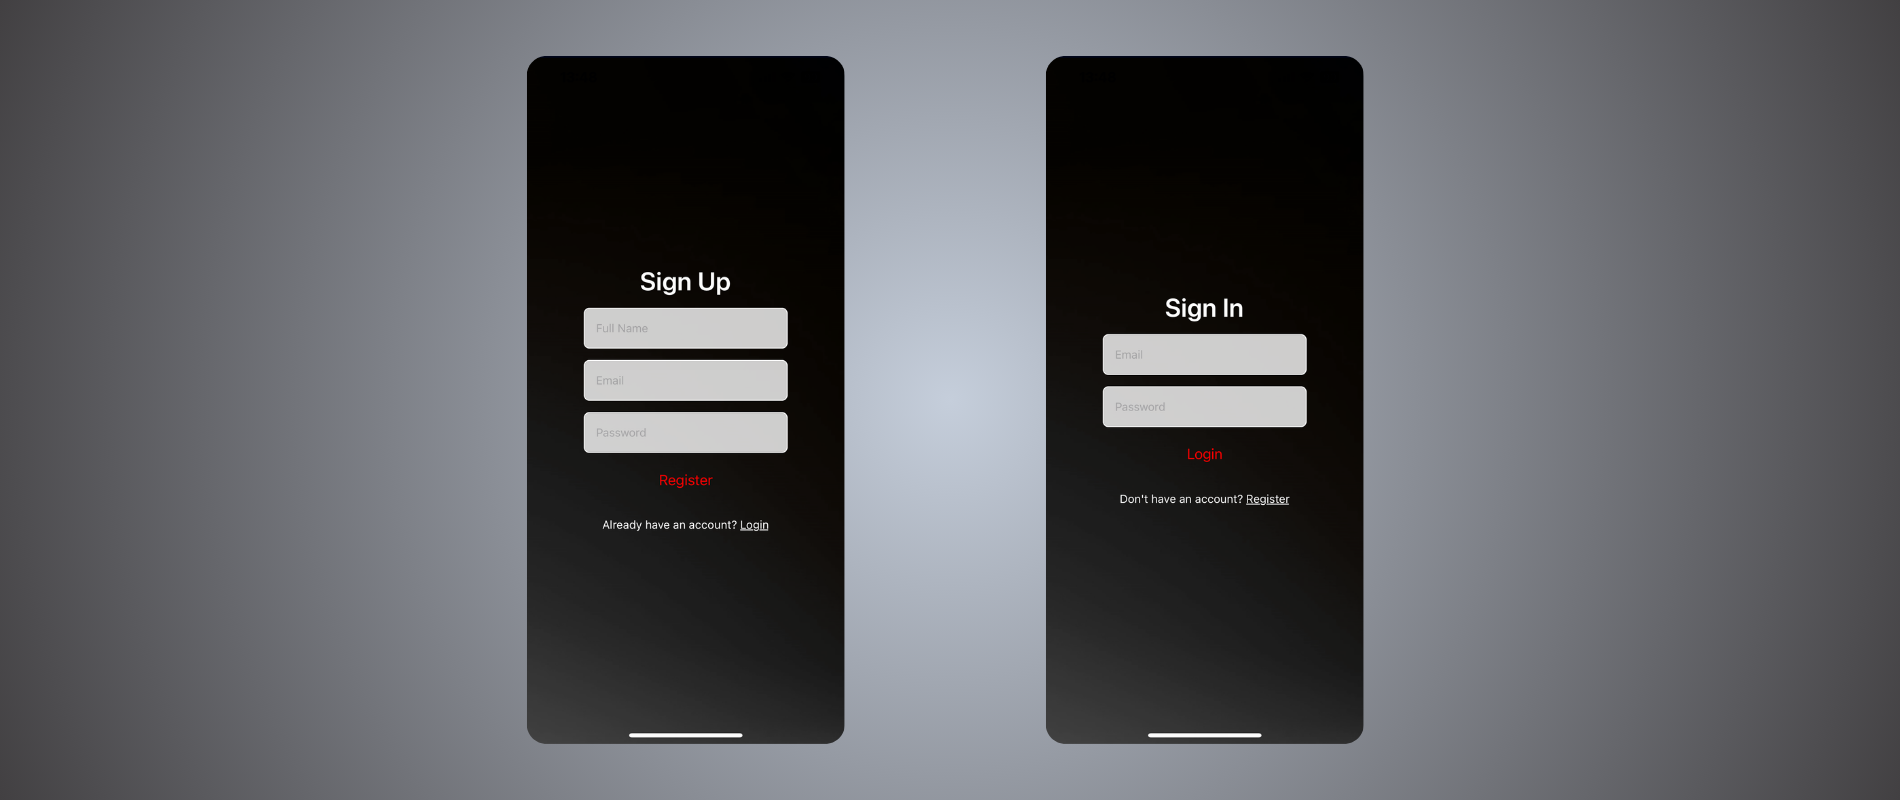 Sign Up
Full Name
Email
Password
Register
Already have an account? Login
Sign In
Email
Password
Login
Don't have an account? Register